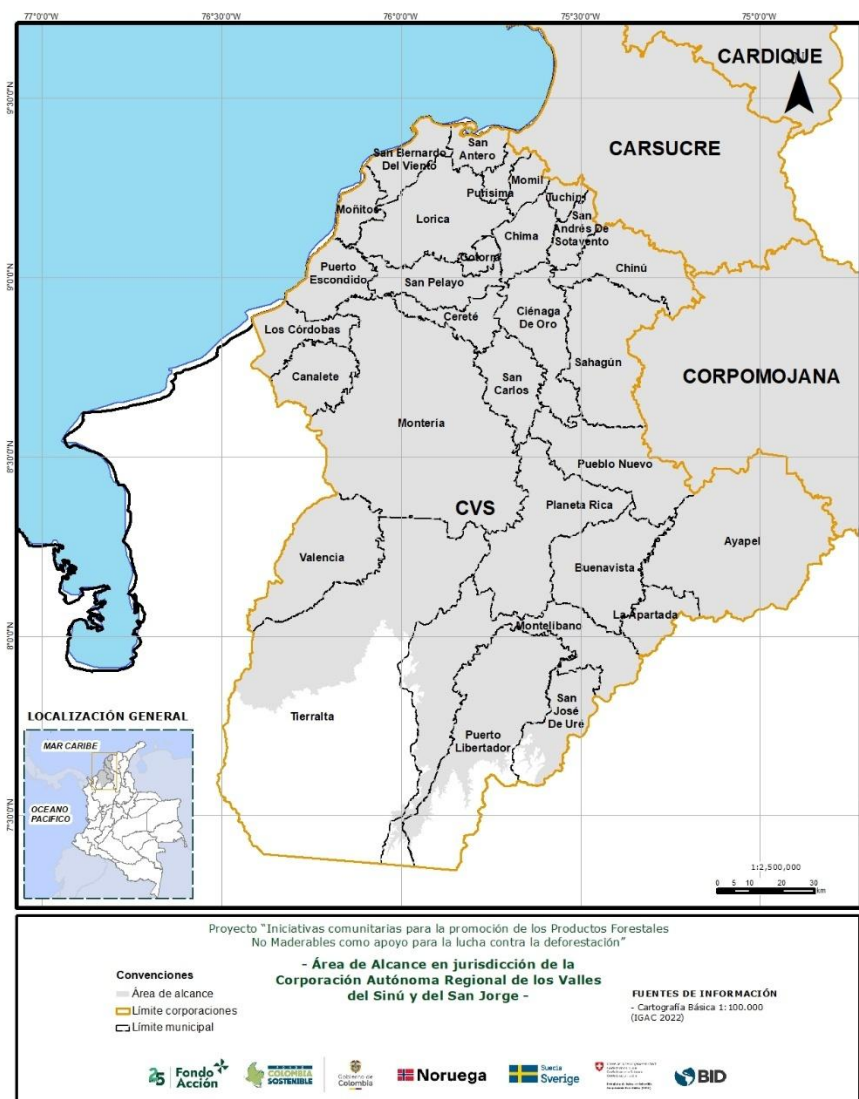 77°0'0"W
76°30'0"W
76°0'0"W
75°30'0"W
75°0'0"W
CARDIQUE
9°30'0"N
CARSUCRE
San Bernardo
Del Viento
San
Antero
Momil
Purísima
Tuchin
Moñitos
Lorica
San
Andrés De
Sotavento
Chima
Cotorra
Chinú
Puerto
Escondido
9°0'0"N
San Pelayo
Cereté
Ciénaga
De Oro
Los Córdobas
Sahagún
Canalete
San
Carlos
CORPOMOJANA
Montería
8°30'0"N
Pueblo Nuevo
CVS
Planeta Rica
Ayapel
Valencia
Buenavista
La Apartada
Montelibano
8°0'0"N
San
José
De Uré
Tierralta
Puerto
Libertador
LOCALIZACIÓN GENERAL
MAR CARIBE
OCEANO
PACIFICO
7°30'0"N
1:2,500,000
0 5 10 20 30
km
Proyecto "Iniciativas comunitarias para la promoción de los Productos Forestales
No Maderables como apoyo para la lucha contra la deforestación"
- Área de Alcance en jurisdicción de la
Corporación Autónoma Regional de los Valles
del Sinú y del San Jorge -
Convenciones
Área de alcance
Límite corporaciones
Límite municipal
FUENTES DE INFORMACIÓN
- Cartografía Básica 1:100.000
(IGAC 2022)
25 Fondo
Acción
FONDO
COLOMBIA
SOSTENIBLE
Gobierno de
Colombia
Noruega
Suecia
Sverige
BID